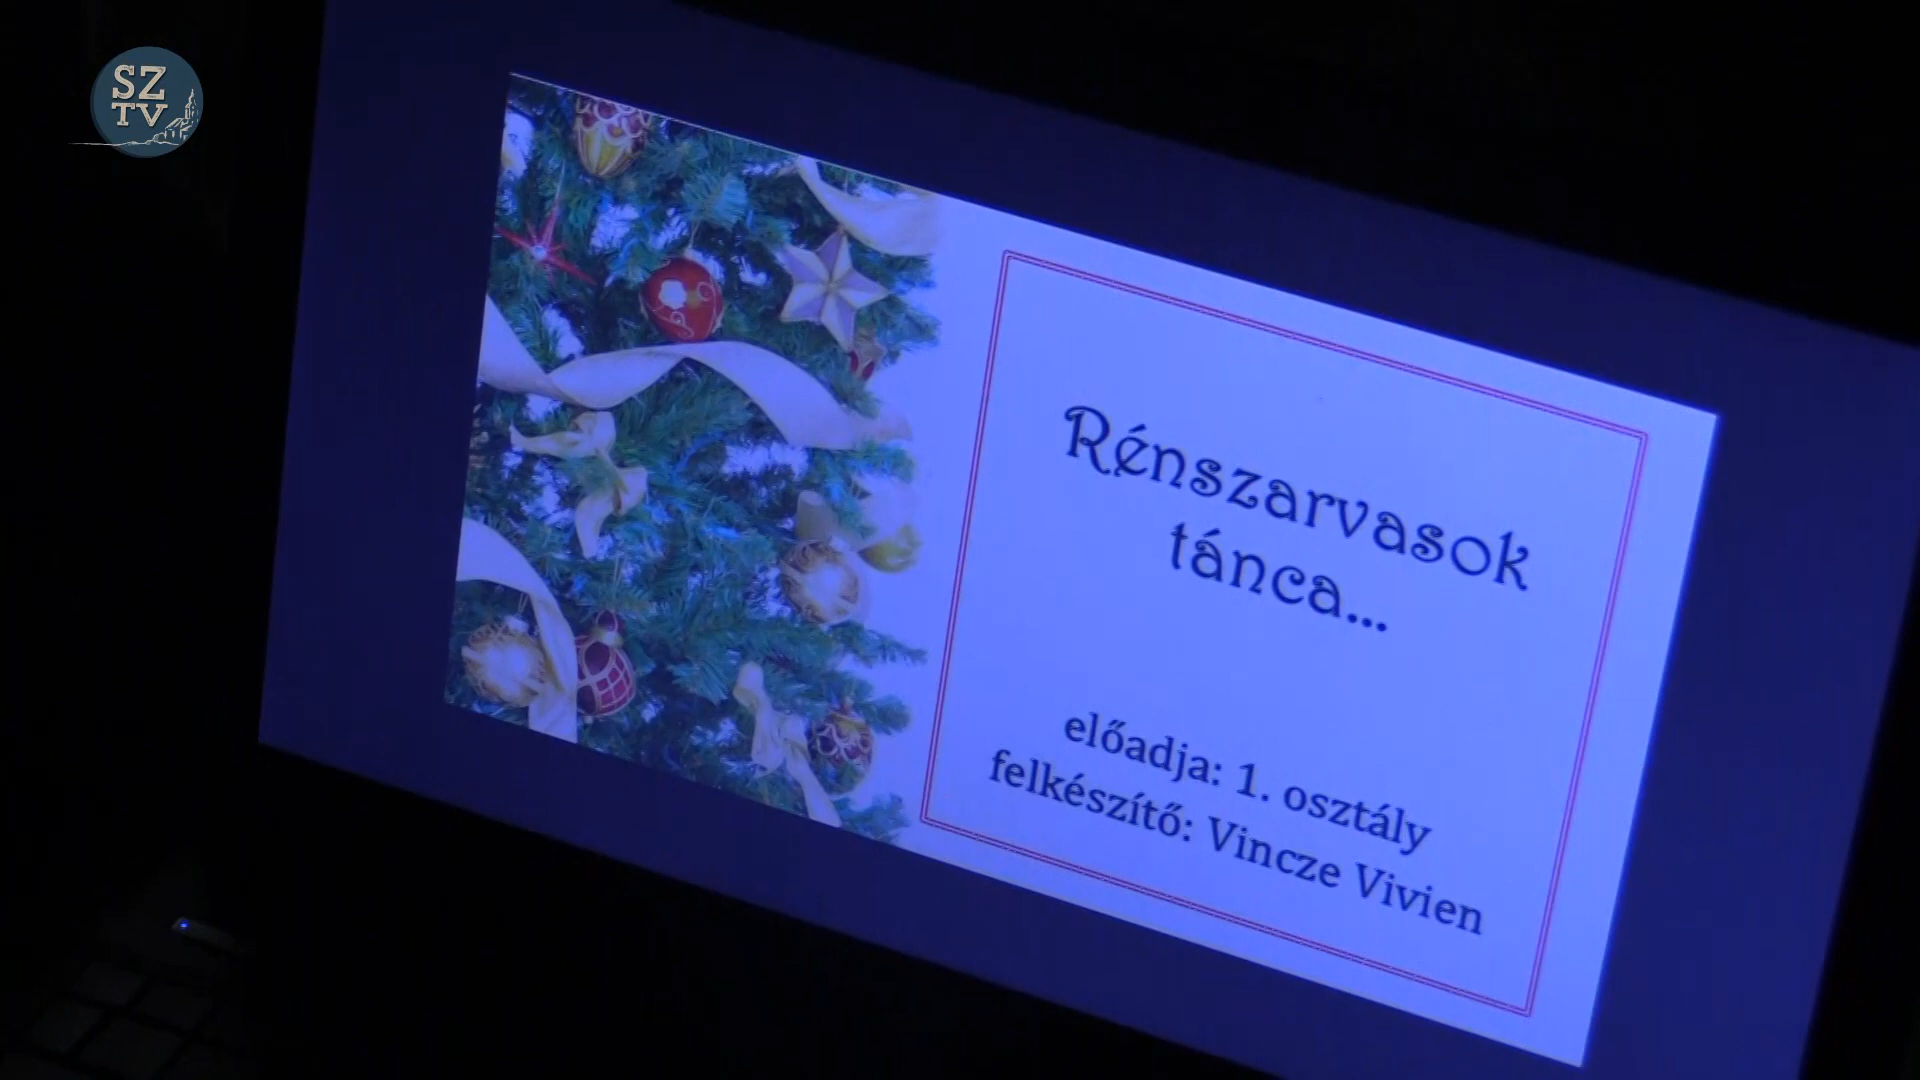 SZ
TV
Rénszarvasok
tánca...
előadja: 1. osztály
felkészítő: Vincze Vivien